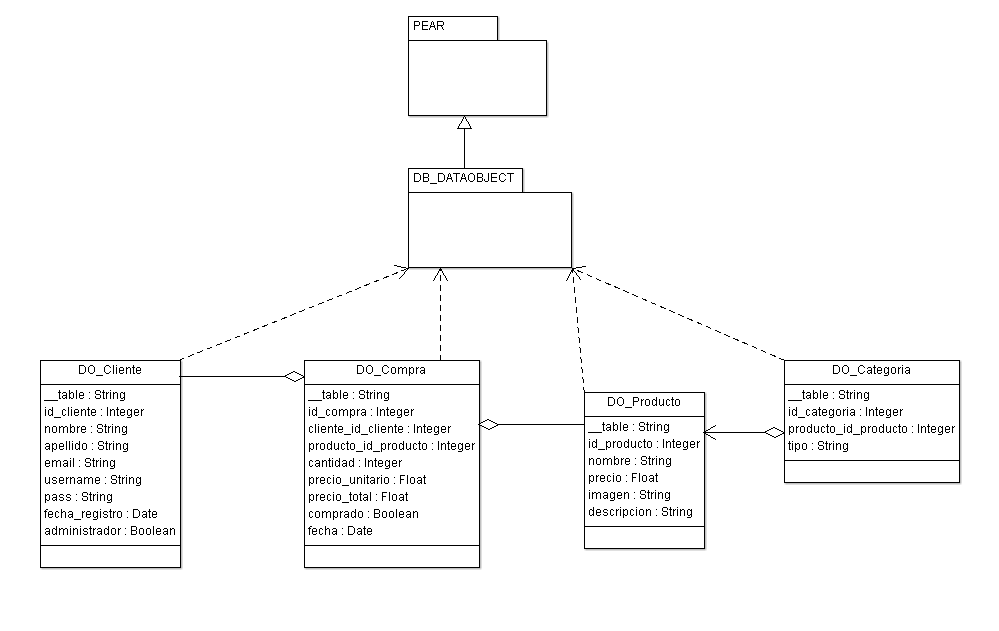 PEAR
DB_DATAOBJECT
DO_Cliente
__table : String
id_cliente : Integer
nombre : String
apellido : String
email : String
username : String
pass : String
fecha_registro : Date
administrador : Boolean
DO_Compra
__table : String
id_compra : Integer
cliente_id_cliente : Integer
producto_id_producto : Integer
cantidad : Integer
precio_unitario : Float
precio_total : Float
comprado : Boolean
fecha : Date
DO_Producto
__table : String
id_producto : Integer
nombre : String
precio : Float
imagen : String
descripcion : String
DO_Categoria
__table : String
id_categoria : Integer
producto_id_producto : Integer
tipo : String